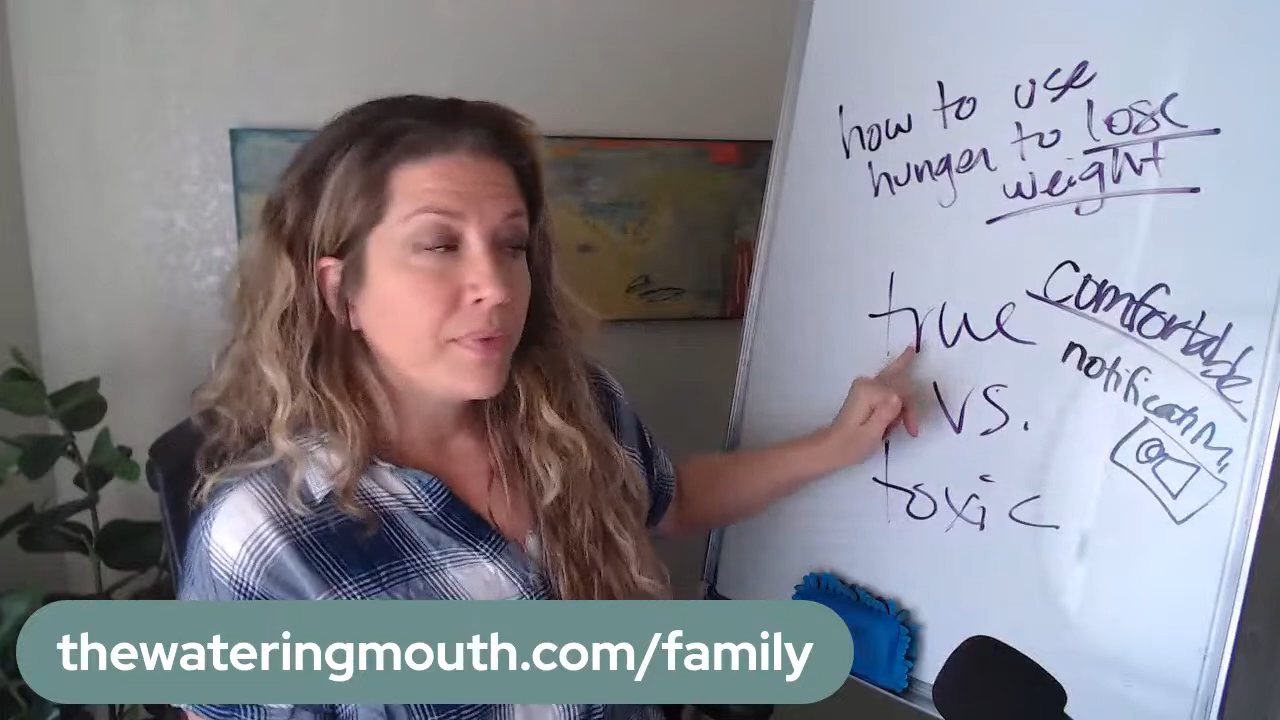 how to use
hunger to lose
weight
true
comfortable
notification
vs.
toxic
thewateringmouth.com/family